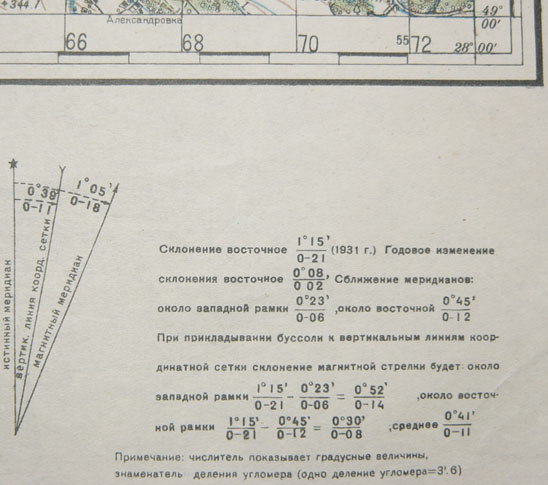 344.7
Александровка
49°
00'
66 68 70 5572
28° 00'
У
1° 05'
0-18
0° 39'
0-11
истинный меридиан
вертик. линия коорд. сетки
магнитный меридиан
Склонение восточное 1°15'/0-21 (1931 г.) Годовое изменение
склонения восточное 0°08'/0 02' Сближение меридианов:
около западной рамки 0°23'/0-06 ,около восточной 0°45'/0-12
При прикладывании буссоли к вертикальным линиям коор-
динатной сетки склонение магнитной стрелки будет: около
западной рамки 1°15'/0-21 - 0°23'/0-06 = 0°52'/0-14 ,около восточ-
ной рамки 1°15'/0-21 - 0°45'/0-12 = 0°30'/0-08 ,среднее 0°41'/0-11
Примечание: числитель показывает градусные величины,
знаменатель деления угломера (одно деление угломера=3'.6)